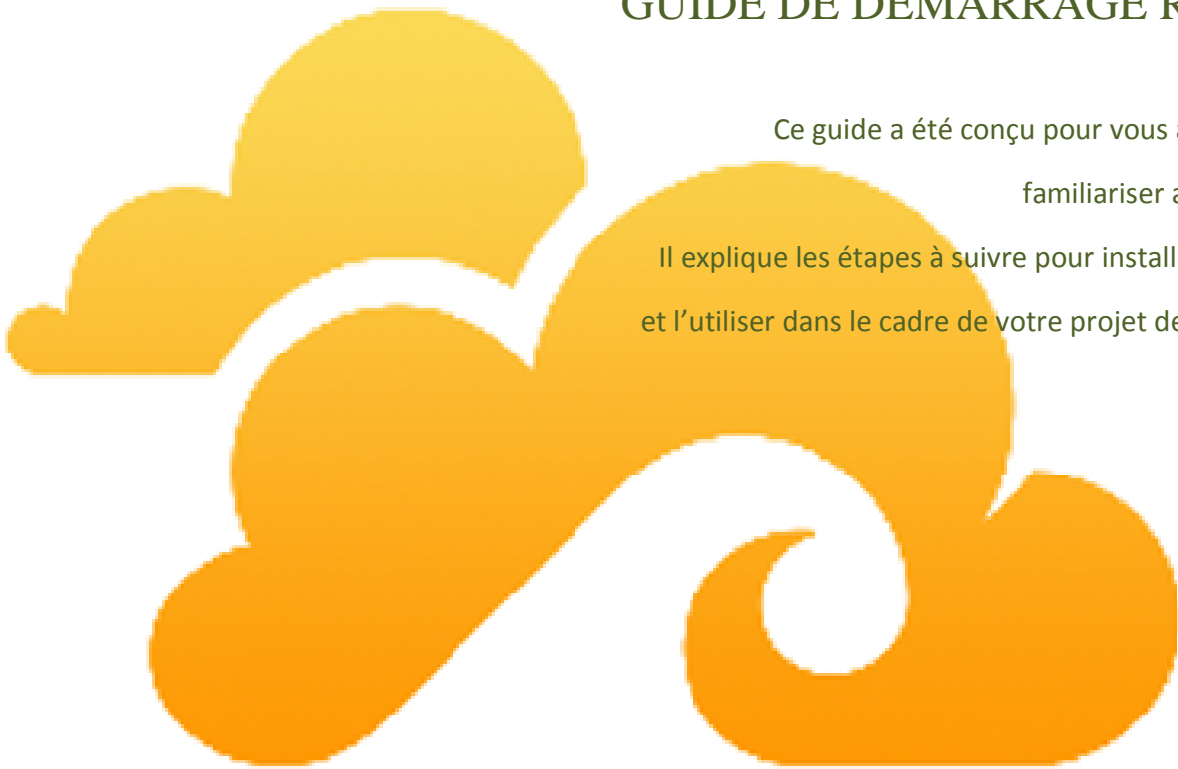 GUIDE DE DÉMARRAGE R
Ce guide a été conçu pour vous a
familiariser a
Il explique les étapes à suivre pour install
et l’utiliser dans le cadre de votre projet de